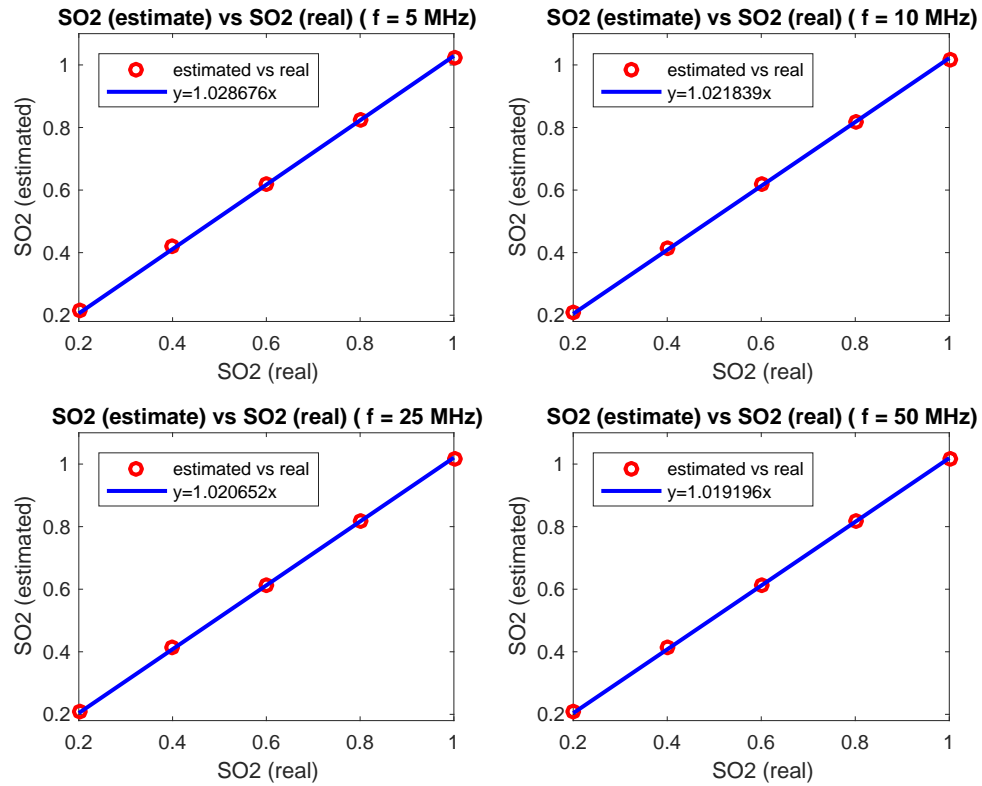 SO2 (estimate) vs SO2 (real) ( f = 5 MHz)
estimated vs real
y=1.028676x
SO2 (estimated)
1
0.8
0.6
0.4
0.2
0.2 0.4 0.6 0.8 1
SO2 (real)
SO2 (estimate) vs SO2 (real) ( f = 10 MHz)
estimated vs real
y=1.021839x
SO2 (estimated)
1
0.8
0.6
0.4
0.2
0.2 0.4 0.6 0.8 1
SO2 (real)
SO2 (estimate) vs SO2 (real) ( f = 25 MHz)
estimated vs real
y=1.020652x
SO2 (estimated)
1
0.8
0.6
0.4
0.2
0.2 0.4 0.6 0.8 1
SO2 (real)
SO2 (estimate) vs SO2 (real) ( f = 50 MHz)
estimated vs real
y=1.019196x
SO2 (estimated)
1
0.8
0.6
0.4
0.2
0.2 0.4 0.6 0.8 1
SO2 (real)